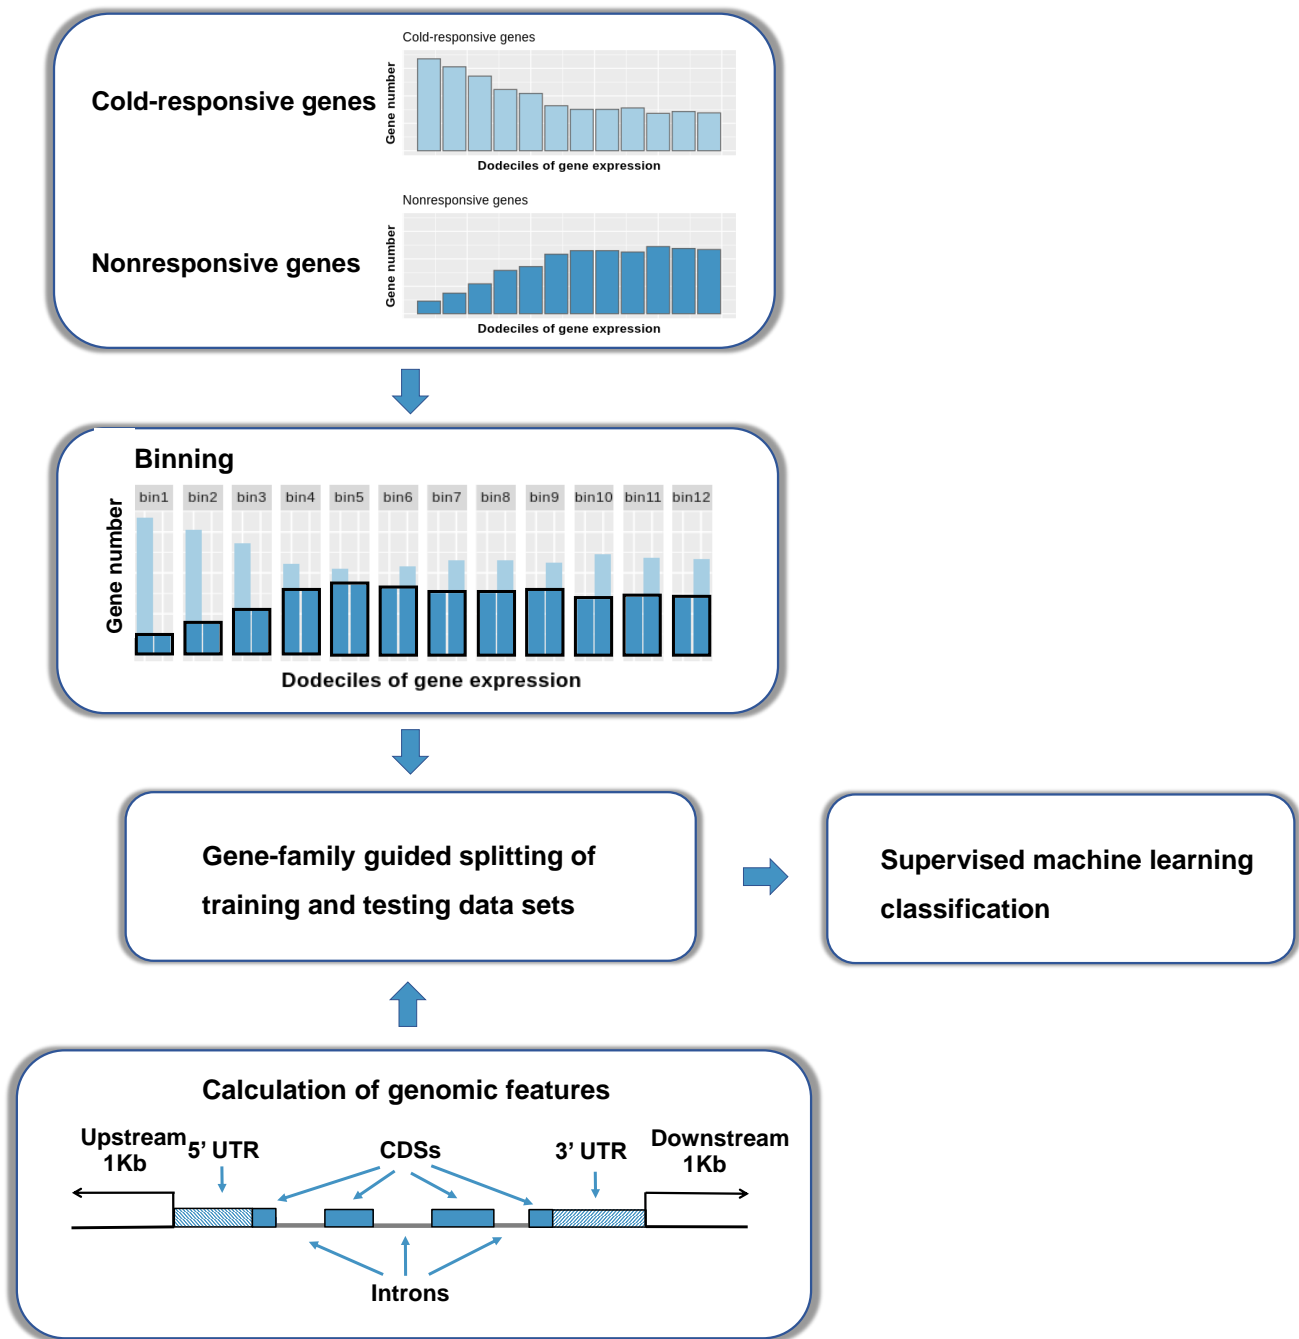 Cold-responsive genes
Cold-responsive genes
Gene number
Dodeciles of gene expression
Nonresponsive genes
Nonresponsive genes
Gene number
Dodeciles of gene expression
Binning
bin1 bin2 bin3 bin4 bin5 bin6 bin7 bin8 bin9 bin10 bin11 bin12
Gene number
Dodeciles of gene expression
Gene-family guided splitting of
training and testing data sets
Supervised machine learning
classification
Calculation of genomic features
Upstream
1Kb
5’ UTR
CDSs
3’ UTR
Downstream
1Kb
Introns